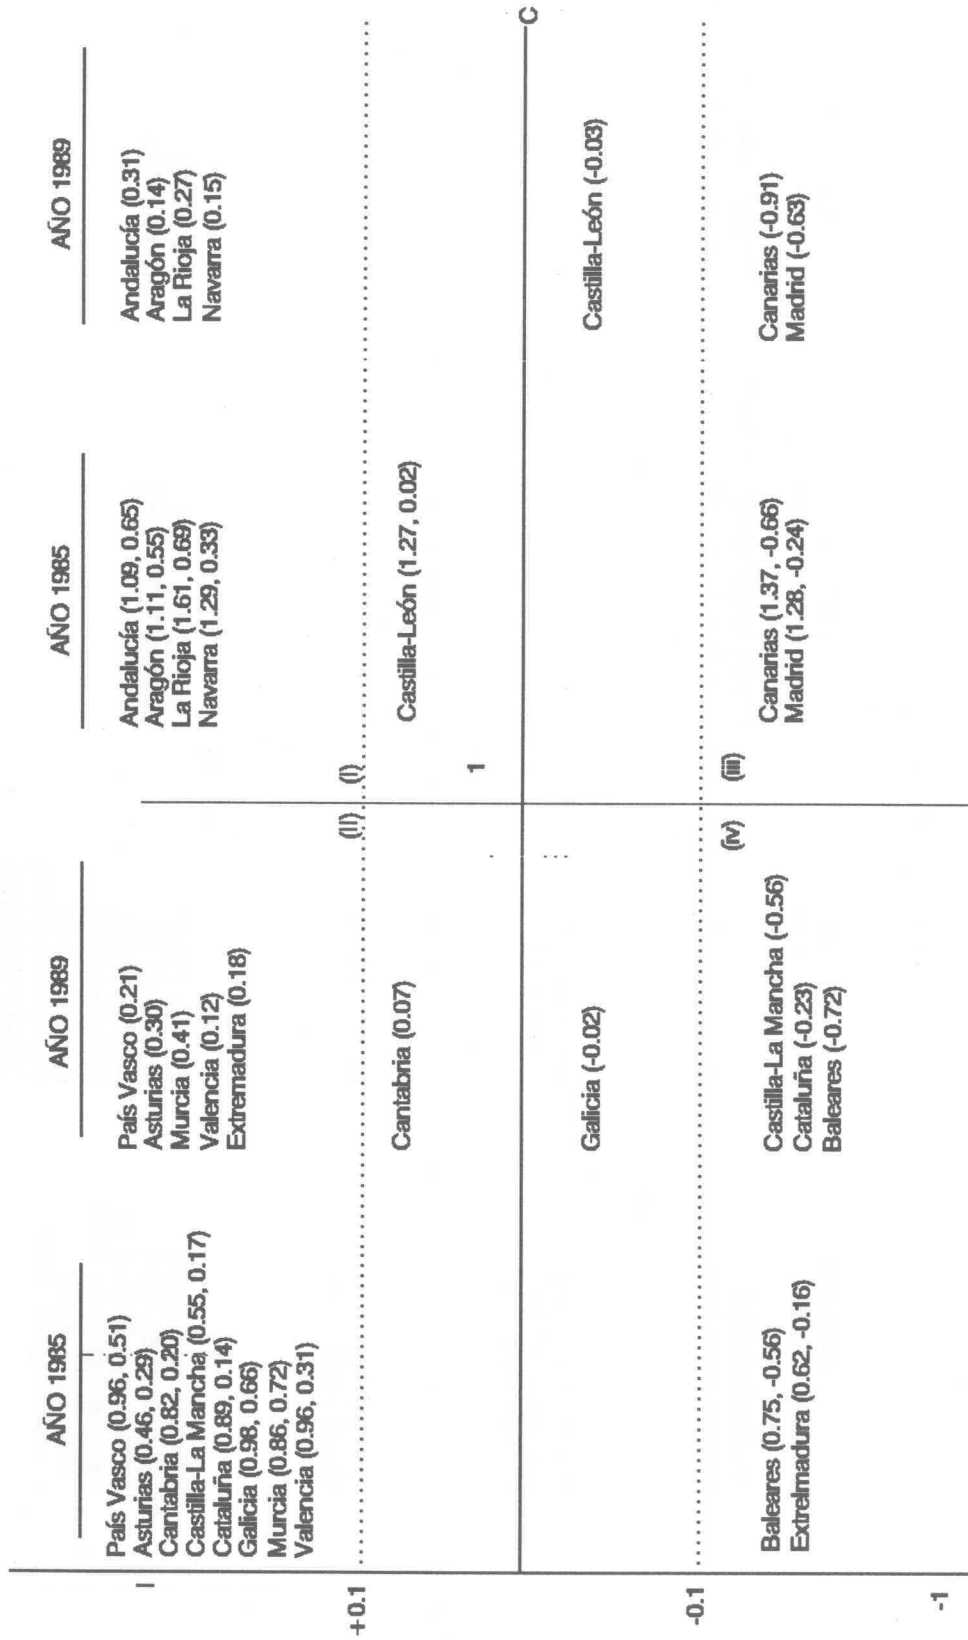 I
+0.1
-0.1
-1
C
1
(II)
(I)
(iv)
(iii)
AÑO 1985
País Vasco (0.96, 0.51)
Asturias (0.46, 0.29)
Cantabria (0.82, 0.20)
Castilla-La Mancha (0.55, 0.17)
Cataluña (0.89, 0.14)
Galicia (0.98, 0.66)
Murcia (0.86, 0.72)
Valencia (0.96, 0.31)
Baleares (0.75, -0.56)
Extrelmadura (0.62, -0.16)
AÑO 1989
País Vasco (0.21)
Asturias (0.30)
Murcia (0.41)
Valencia (0.12)
Extremadura (0.18)
Cantabria (0.07)
Galicia (-0.02)
Castilla-La Mancha (-0.56)
Cataluña (-0.23)
Baleares (-0.72)
AÑO 1985
Andalucía (1.09, 0.65)
Aragón (1.11, 0.55)
La Rioja (1.61, 0.69)
Navarra (1.29, 0.33)
Castilla-León (1.27, 0.02)
Canarias (1.37, -0.66)
Madrid (1.28, -0.24)
AÑO 1989
Andalucía (0.31)
Aragón (0.14)
La Rioja (0.27)
Navarra (0.15)
Castilla-León (-0.03)
Canarias (-0.91)
Madrid (-0.63)